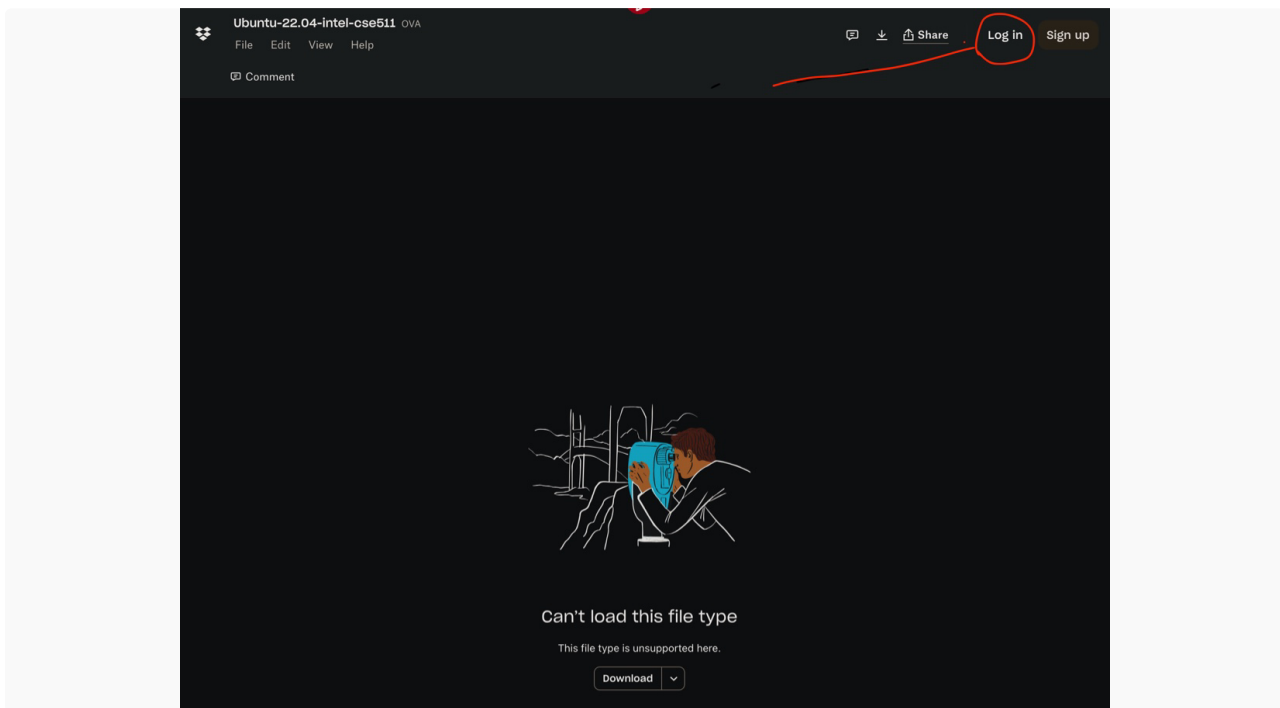 Ubuntu-22.04-intel-cse511 OVA
File Edit View Help
Share Log in Sign up
Comment
Can't load this file type
This file type is unsupported here.
Download